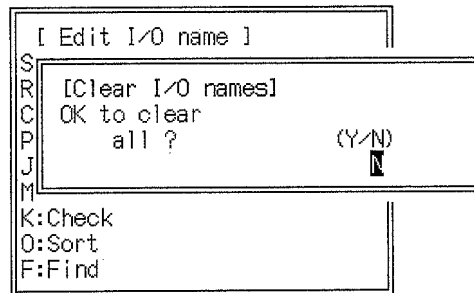 [ Edit I/O name ]
S
R
C
P
J
M
[Clear I/O names]
OK to clear
all ? (Y/N)
N
K:Check
O:Sort
F:Find